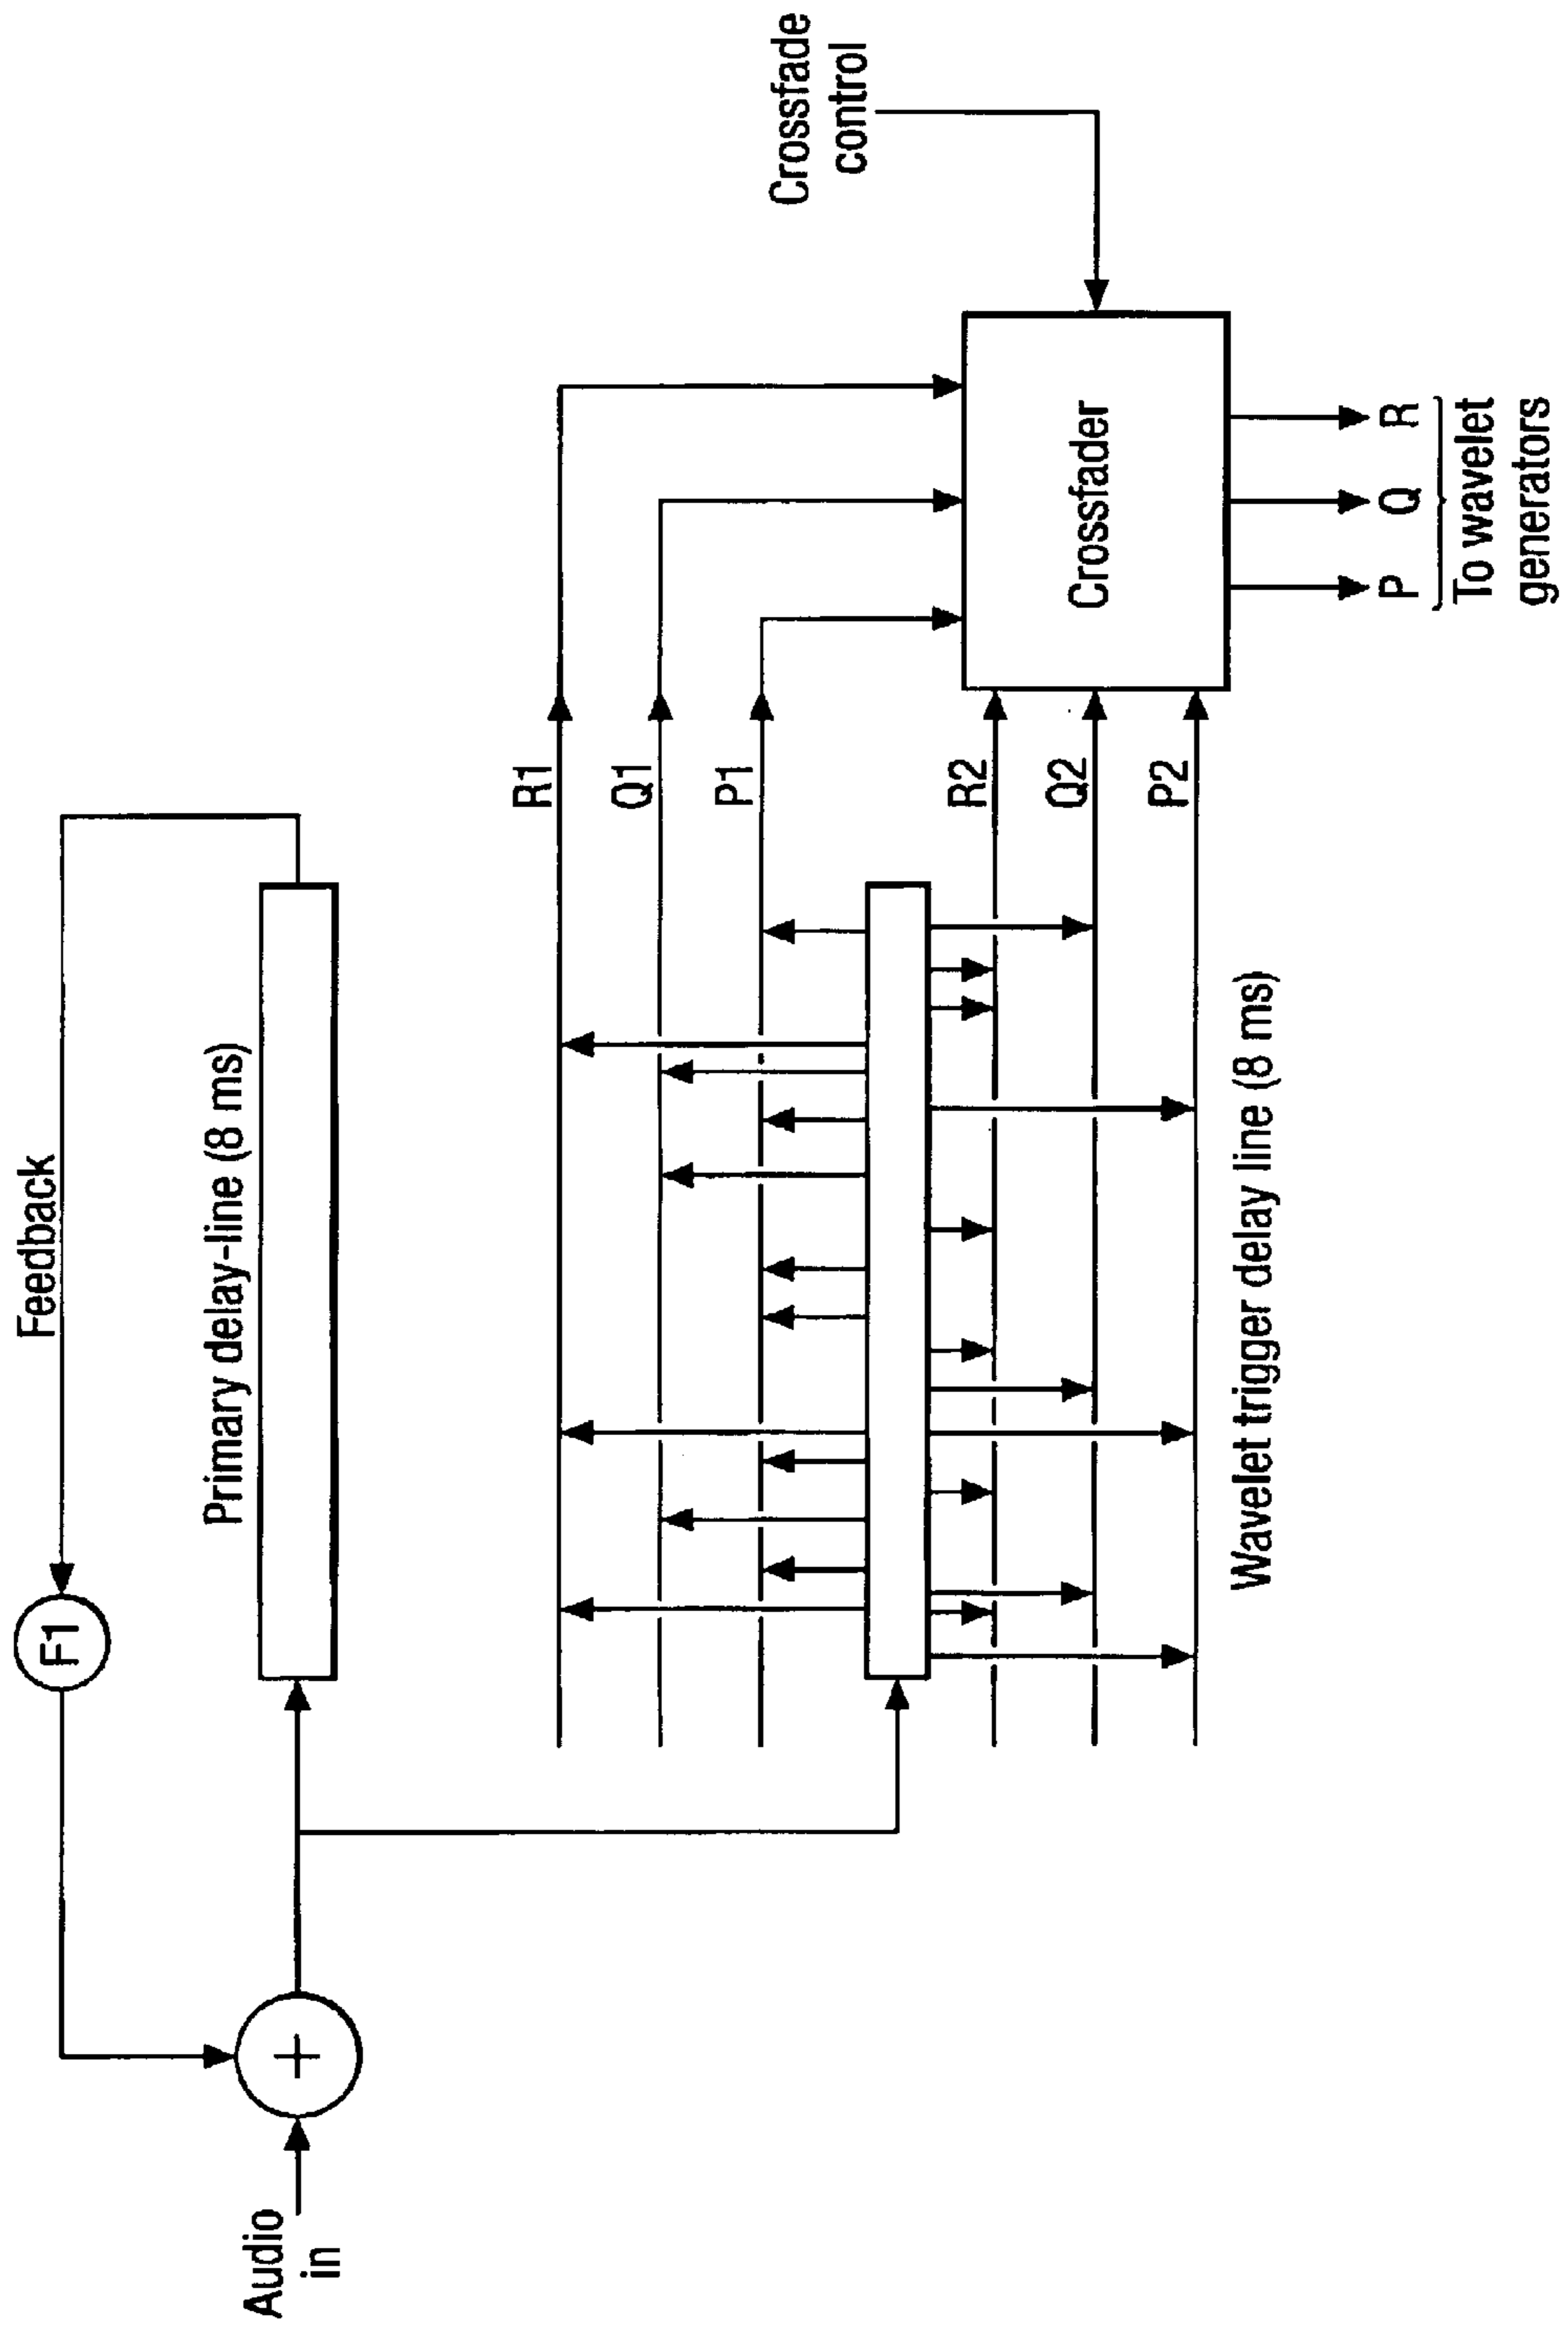 Feedback
F1
Primary delay-line (8 ms)
Audio
in
+
R1
Q1
P1
R2
Q2
P2
Wavelet trigger delay line (8 ms)
Crossfade
control
Crossfader
P Q R
To wavelet
generators